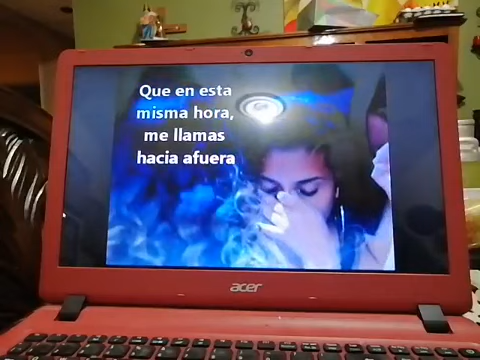 Que en esta
misma hora,
me llamas
hacia afuera
acer